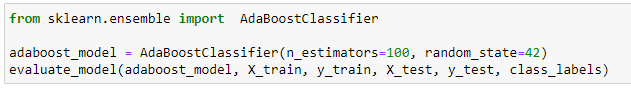 from sklearn.ensemble import  AdaBoostClassifier
adaboost_model = AdaBoostClassifier(n_estimators=100, random_state=42)
evaluate_model(adaboost_model, X_train, y_train, X_test, y_test, class_labels)